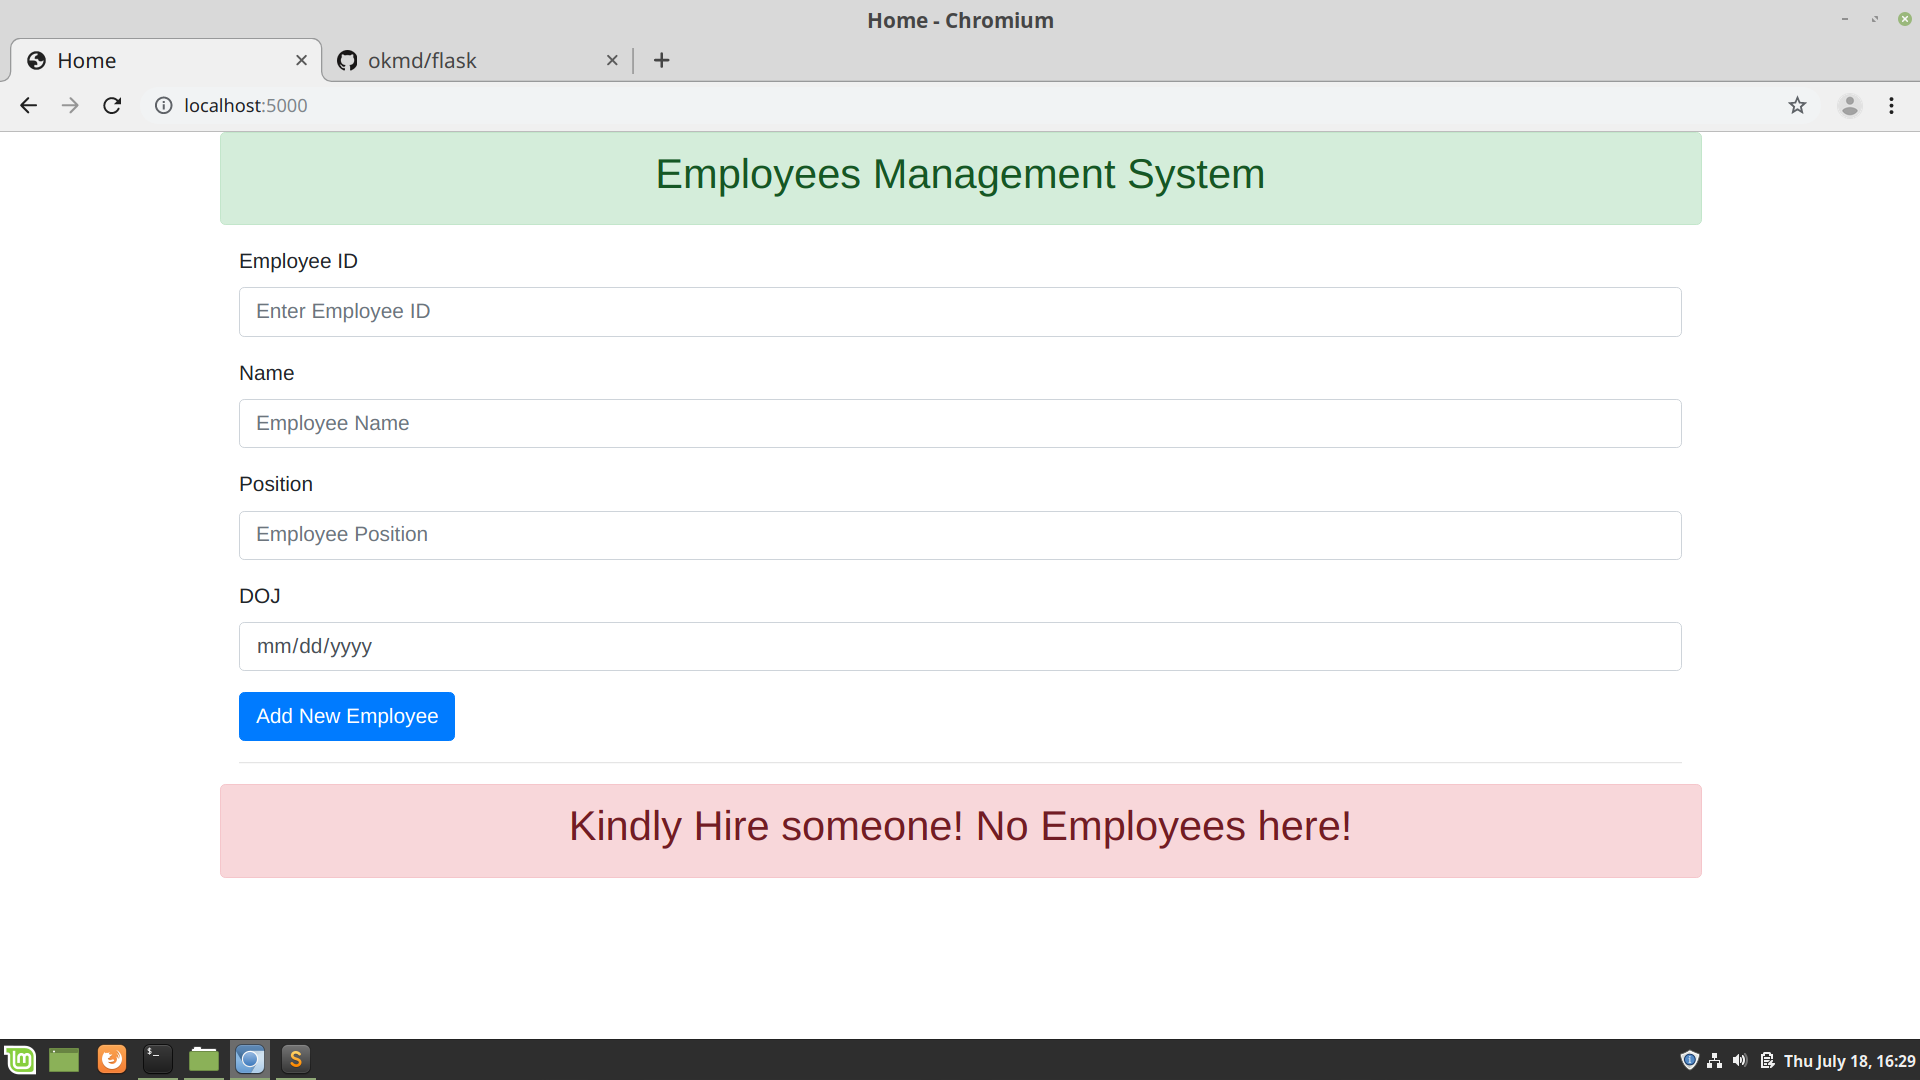 Home - Chromium
Home
okmd/flask
localhost:5000
Employees Management System
Employee ID
Enter Employee ID
Name
Employee Name
Position
Employee Position
DOJ
mm/dd/yyyy
Add New Employee
Kindly Hire someone! No Employees here!
Thu July 18, 16:29